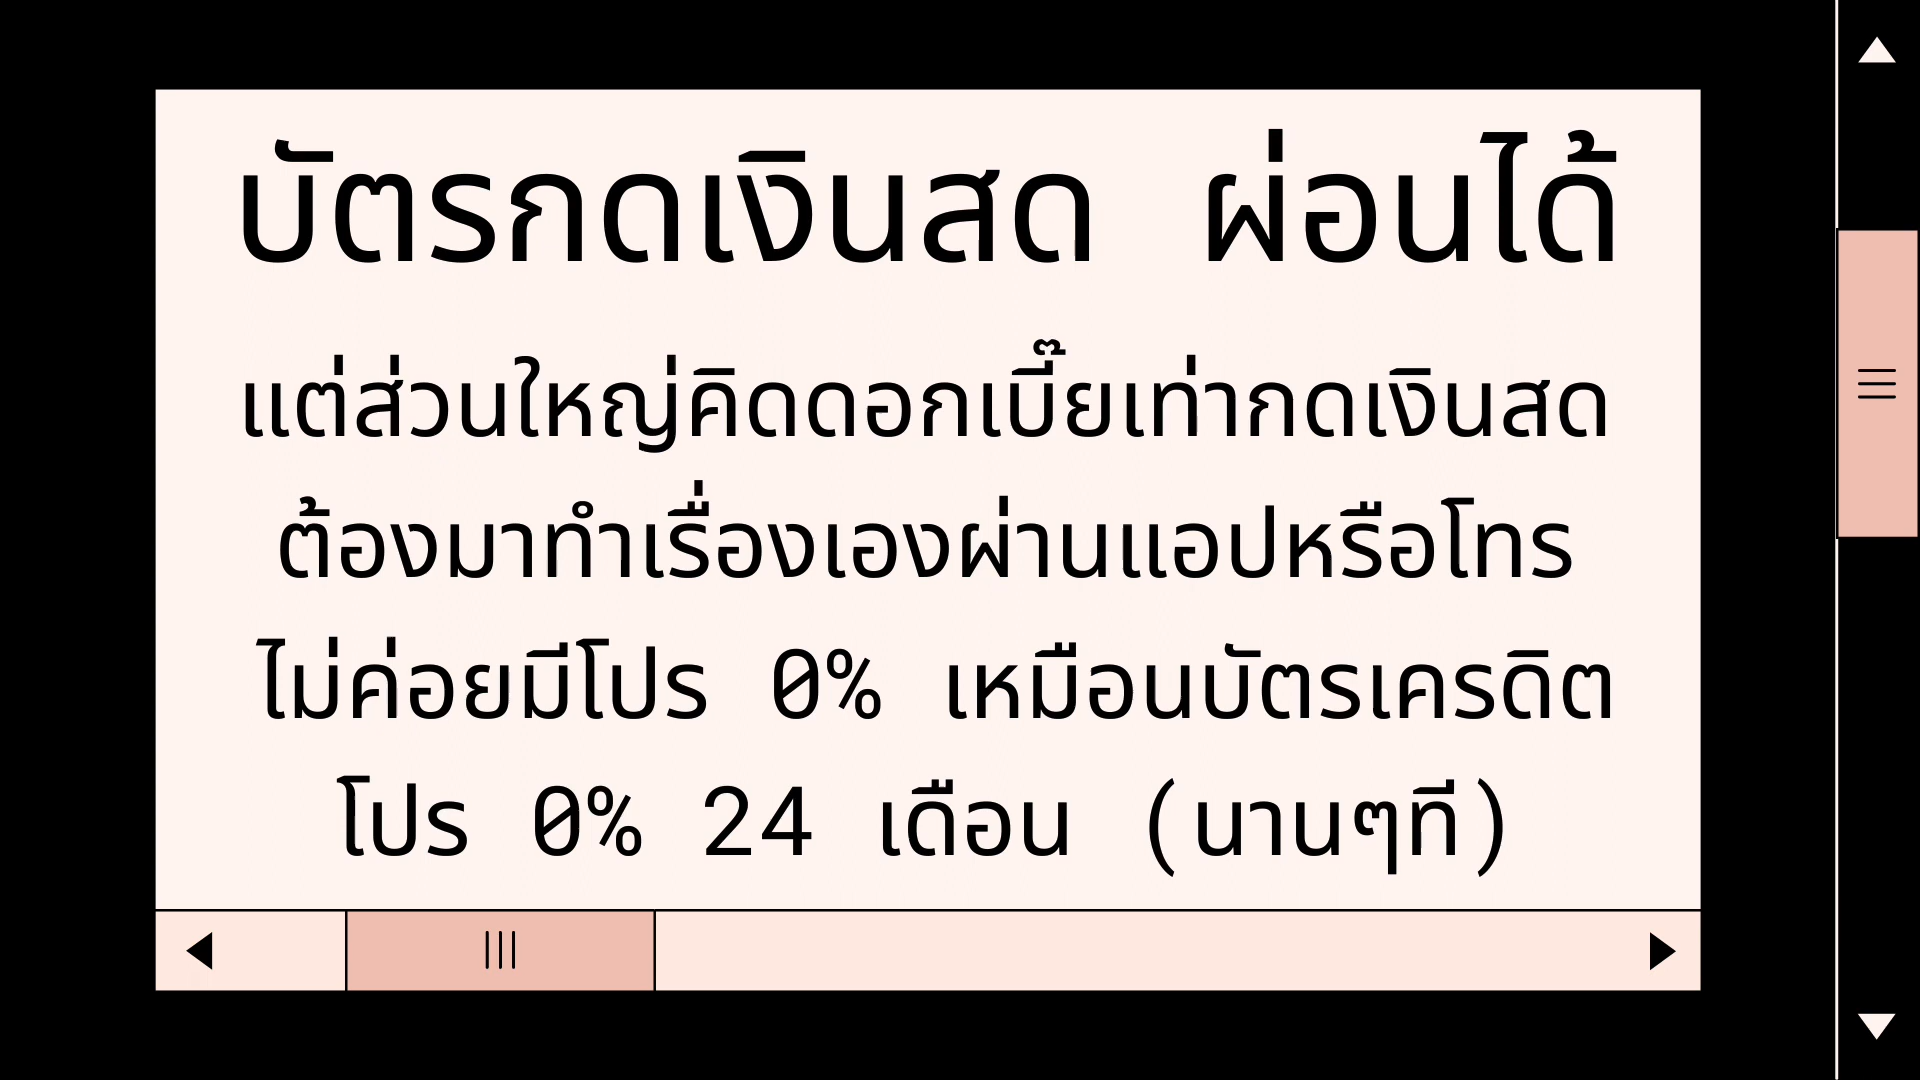 บัตรกดเงินสด ผ่อนได้
แต่ส่วนใหญ่คิดดอกเบี๊ยเท่ากดเงินสด
ต้องมาทำเรื่องเองผ่านแอปหรือโทร
ไม่ค่อยมีโปร 0% เหมือนบัตรเครดิต
โปร 0% 24 เดือน (นานๆที)